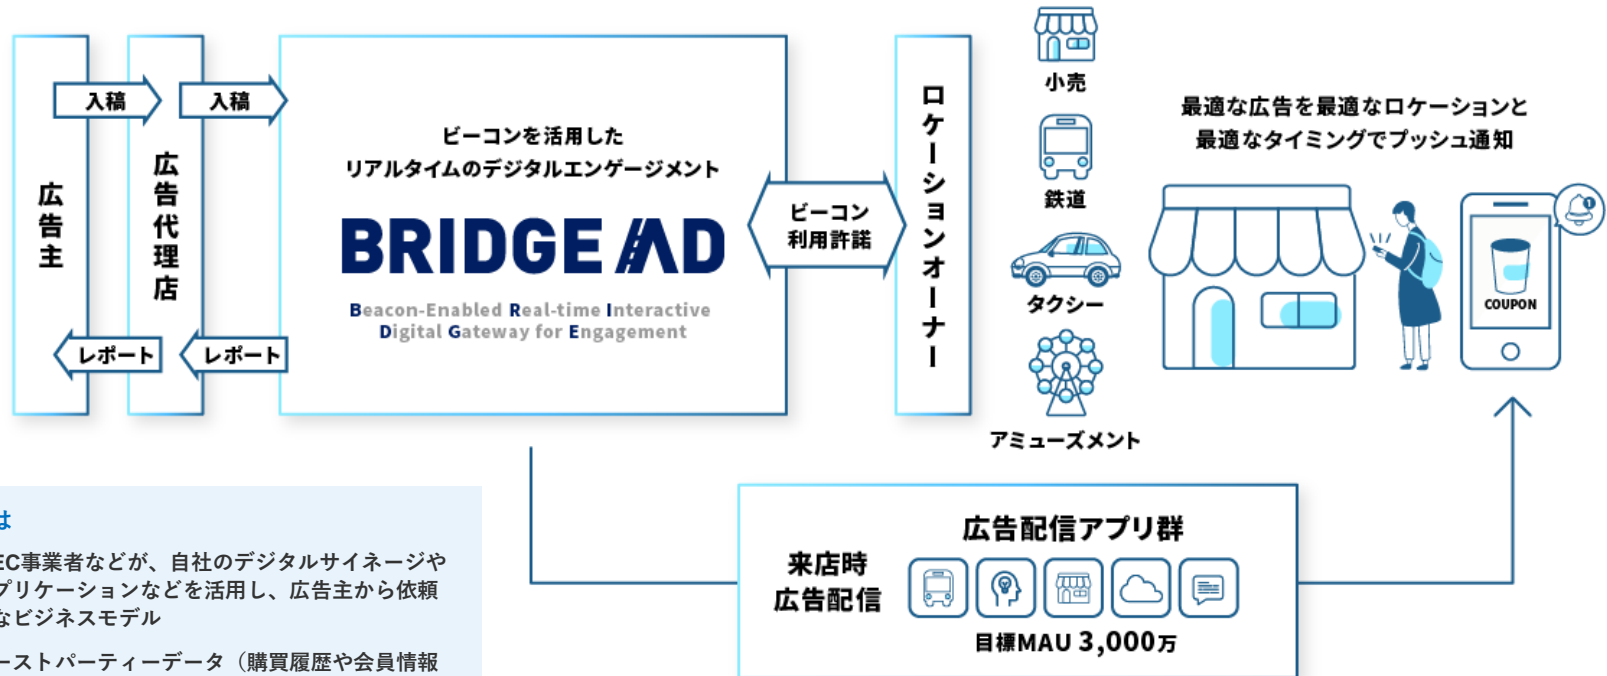 広告主
入稿
レポート
広告代理店
入稿
レポート
ビーコンを活用した
リアルタイムのデジタルエンゲージメント
BRIDGE AD
Beacon-Enabled Real-time Interactive
Digital Gateway for Engagement
ビーコン
利用許諾
ロケーションオーナー
小売
鉄道
タクシー
アミューズメント
最適な広告を最適なロケーションと
最適なタイミングでプッシュ通知
COUPON
1
来店時
広告配信
広告配信アプリ群
目標MAU 3,000万
は
EC事業者などが、自社のデジタルサイネージや
プリケーションなどを活用し、広告主から依頼
なビジネスモデル
ーストパーティーデータ（購買履歴や会員情報